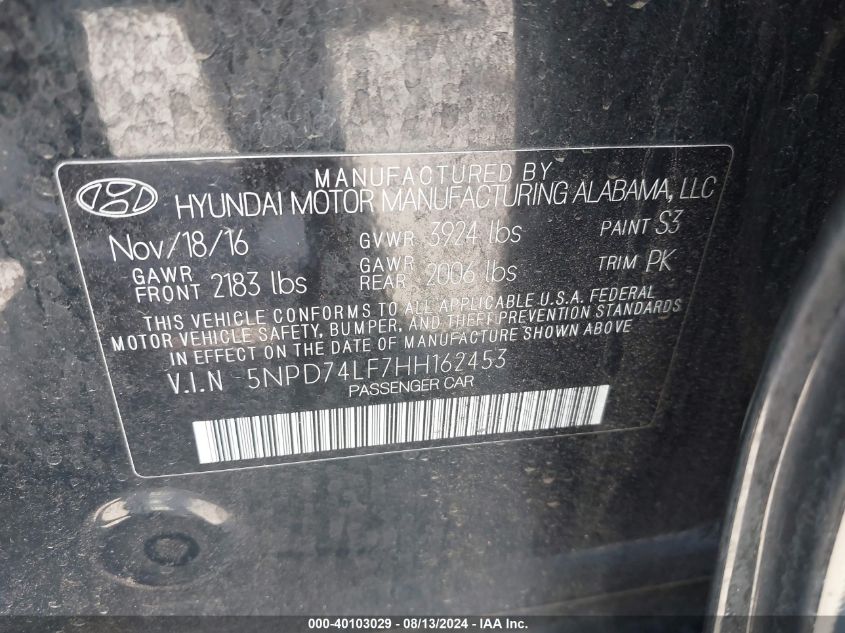 MANUFACTURED BY
HYUNDAI MOTOR MANUFACTURING ALABAMA, LLC
Nov/18/16 GVWR 3924 lbs PAINT S3
GAWR FRONT 2183 lbs GAWR REAR 2006 lbs TRIM PK
THIS VEHICLE CONFORMS TO ALL APPLICABLE U.S.A. FEDERAL
MOTOR VEHICLE SAFETY, BUMPER, AND THEFT PREVENTION STANDARDS
IN EFFECT ON THE DATE OF MANUFACTURE SHOWN ABOVE
V.I.N 5NPD74LF7HH162453
PASSENGER CAR
000-40103029 - 08/13/2024 - IAA Inc.